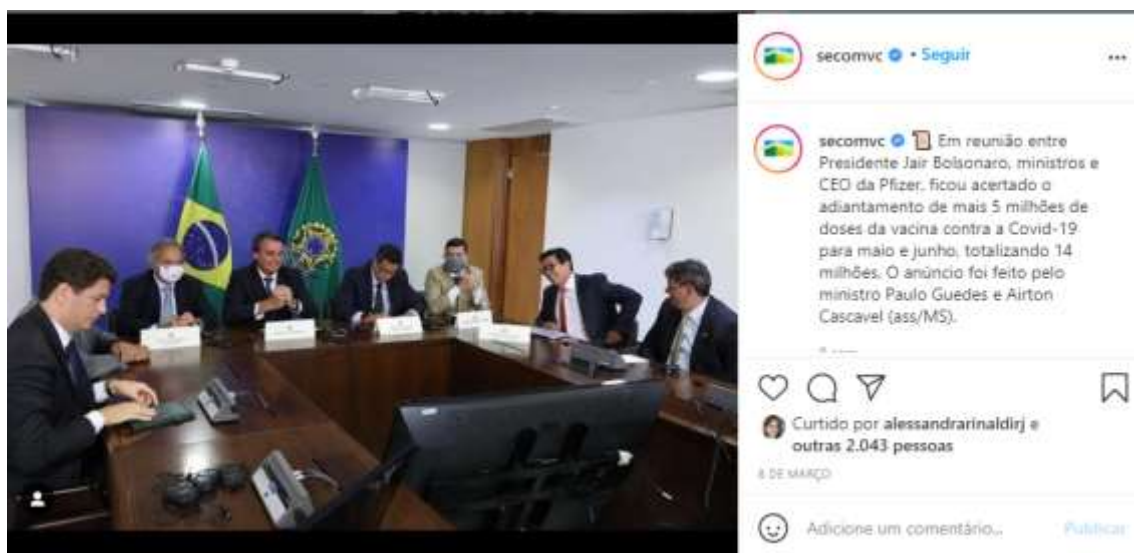 secomvc • Seguir
secomvc 📜 Em reunião entre
Presidente Jair Bolsonaro, ministros e
CEO da Pfizer, ficou acertado o
adiantamento de mais 5 milhões de
doses da vacina contra a Covid-19
para maio e junho, totalizando 14
milhões. O anúncio foi feito pelo
ministro Paulo Guedes e Airton
Cascavel (ass/MS).
Curtido por alessandrarinaldirj e
outras 2.043 pessoas
8 DE MARÇO
Adicione um comentário...
Publicar